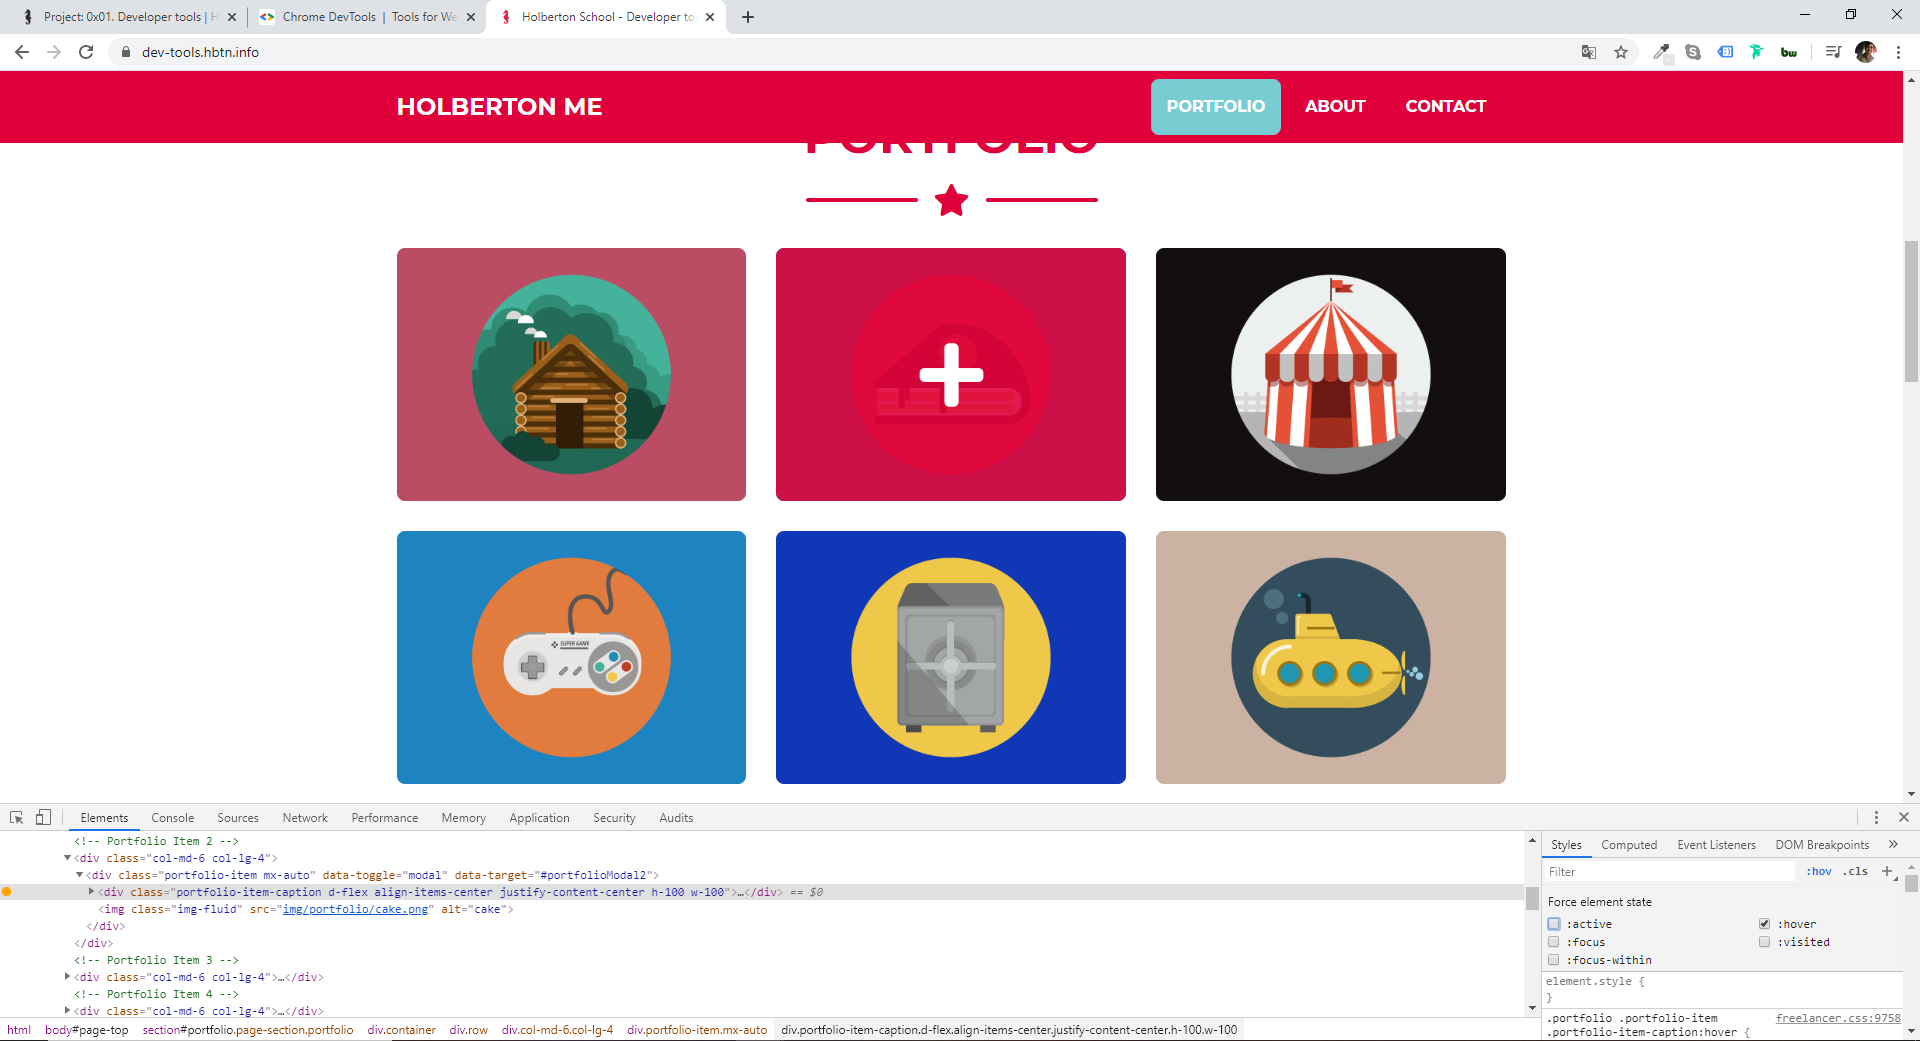 Project: 0x01. Developer tools | H
Chrome DevTools | Tools for We
Holberton School - Developer to
dev-tools.hbtn.info
bw
HOLBERTON ME
PORTFOLIO
ABOUT
CONTACT
PORTFOLIO
SUPER GAME
Elements
Console
Sources
Network
Performance
Memory
Application
Security
Audits
<!-- Portfolio Item 2 -->
<div class="col-md-6 col-lg-4">
<div class="portfolio-item mx-auto" data-toggle="modal" data-target="#portfolioModal2">
<div class="portfolio-item-caption d-flex align-items-center justify-content-center h-100 w-100">…</div> == $0
<img class="img-fluid" src="img/portfolio/cake.png" alt="cake">
</div>
</div>
<!-- Portfolio Item 3 -->
<div class="col-md-6 col-lg-4">…</div>
<!-- Portfolio Item 4 -->
<div class="col-md-6 col-lg-4">…</div>
html body#page-top section#portfolio.page-section.portfolio div.container div.row div.col-md-6.col-lg-4 div.portfolio-item.mx-auto div.portfolio-item-caption.d-flex.align-items-center.justify-content-center.h-100.w-100
Styles
Computed
Event Listeners
DOM Breakpoints
»
Filter
:hov
.cls
+
Force element state
:active
:hover
:focus
:visited
:focus-within
element.style {
}
.portfolio .portfolio-item
freelancer.css:9758
.portfolio-item-caption:hover {